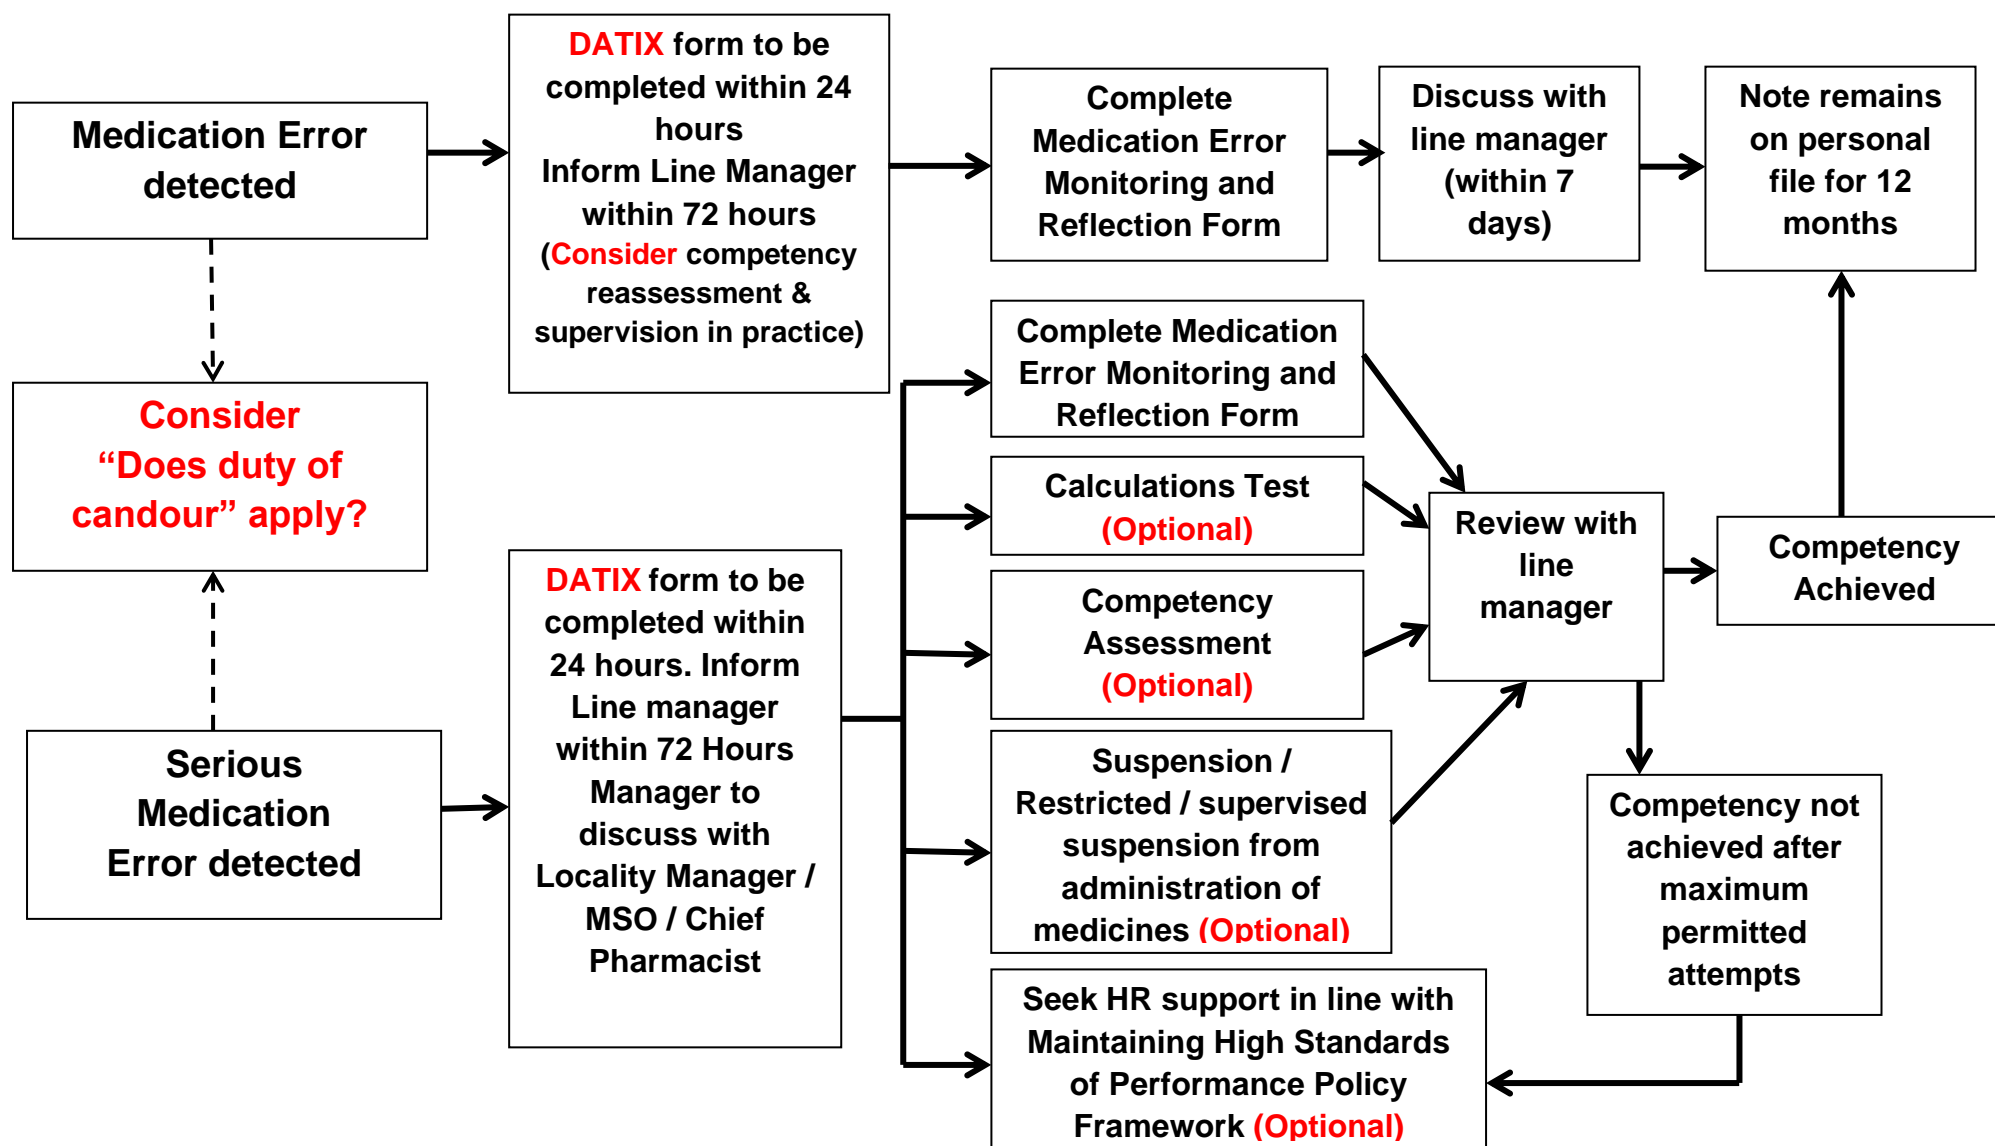 Medication Error
detected
DATIX form to be
completed within 24
hours
Inform Line Manager
within 72 hours
(Consider competency
reassessment &
supervision in practice)
Complete
Medication Error
Monitoring and
Reflection Form
Discuss with
line manager
(within 7
days)
Note remains
on personal
file for 12
months
Consider
“Does duty of
candour” apply?
Serious
Medication
Error detected
DATIX form to be
completed within
24 hours. Inform
Line manager
within 72 Hours
Manager to
discuss with
Locality Manager /
MSO / Chief
Pharmacist
Complete Medication
Error Monitoring and
Reflection Form
Calculations Test
(Optional)
Competency
Assessment
(Optional)
Suspension /
Restricted / supervised
suspension from
administration of
medicines (Optional)
Seek HR support in line with
Maintaining High Standards
of Performance Policy
Framework (Optional)
Review with
line
manager
Competency
Achieved
Competency not
achieved after
maximum
permitted
attempts